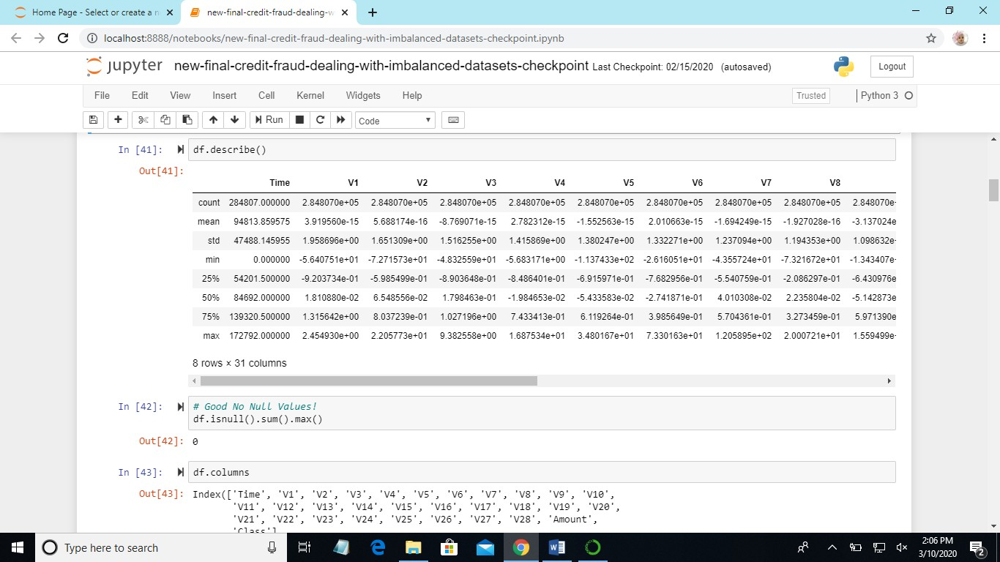 Home Page - Select or create a n
new-final-credit-fraud-dealing-w
localhost:8888/notebooks/new-final-credit-fraud-dealing-with-imbalanced-datasets-checkpoint.ipynb
jupyter new-final-credit-fraud-dealing-with-imbalanced-datasets-checkpoint Last Checkpoint: 02/15/2020 (autosaved) Logout
File Edit View Insert Cell Kernel Widgets Help Trusted Python 3
Run Code
In [41]: df.describe()
Out[41]:
Time V1 V2 V3 V4 V5 V6 V7 V8
count 284807.000000 2.848070e+05 2.848070e+05 2.848070e+05 2.848070e+05 2.848070e+05 2.848070e+05 2.848070e+05 2.848070e+05 2.848070e-
mean 94813.859575 3.919560e-15 5.688174e-16 -8.769071e-15 2.782312e-15 -1.552563e-15 2.010663e-15 -1.694249e-15 -1.927028e-16 -3.137024e
std 47488.145955 1.958696e+00 1.651309e+00 1.516255e+00 1.415869e+00 1.380247e+00 1.332271e+00 1.237094e+00 1.194353e+00 1.098632e-
min 0.000000 -5.640751e+01 -7.271573e+01 -4.832559e+01 -5.683171e+00 -1.137433e+02 -2.616051e+01 -4.355724e+01 -7.321672e+01 -1.343407e-
25% 54201.500000 -9.203734e-01 -5.985499e-01 -8.903648e-01 -8.486401e-01 -6.915971e-01 -7.682956e-01 -5.540759e-01 -2.086297e-01 -6.430976e
50% 84692.000000 1.810880e-02 6.548556e-02 1.798463e-01 -1.984653e-02 -5.433583e-02 -2.741871e-01 4.010308e-02 2.235804e-02 -5.142873e
75% 139320.500000 1.315642e+00 8.037239e-01 1.027196e+00 7.433413e-01 6.119264e-01 3.985649e-01 5.704361e-01 3.273459e-01 5.971390e
max 172792.000000 2.454930e+00 2.205773e+01 9.382558e+00 1.687534e+01 3.480167e+01 7.330163e+01 1.205895e+02 2.000721e+01 1.559499e-
8 rows × 31 columns
In [42]: # Good No Null Values!
df.isnull().sum().max()
Out[42]: 0
In [43]: df.columns
Out[43]: Index(['Time', 'V1', 'V2', 'V3', 'V4', 'V5', 'V6', 'V7', 'V8', 'V9', 'V10',
'V11', 'V12', 'V13', 'V14', 'V15', 'V16', 'V17', 'V18', 'V19', 'V20',
'V21', 'V22', 'V23', 'V24', 'V25', 'V26', 'V27', 'V28', 'Amount',
'Class']
Type here to search
2:06 PM
3/10/2020
2